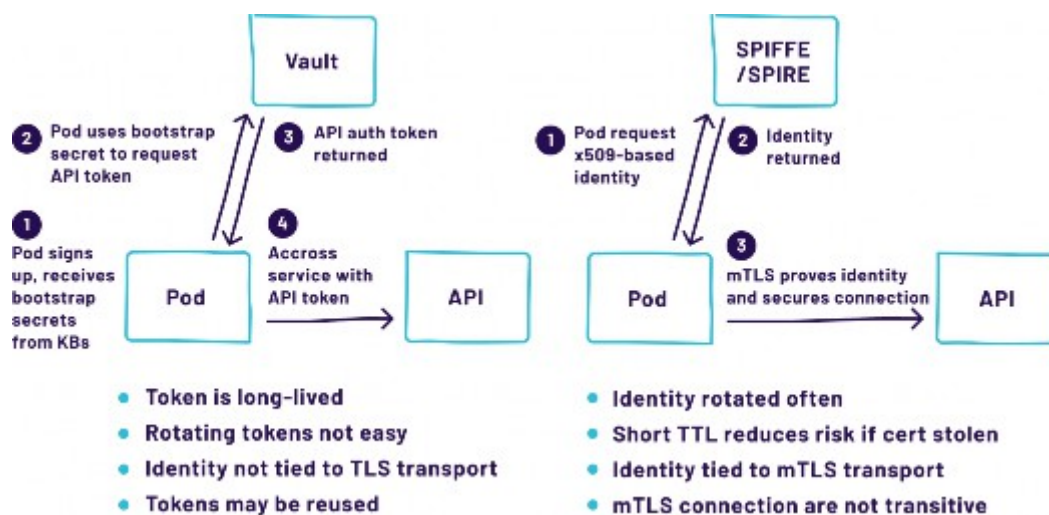 Vault
2
Pod uses bootstrap
secret to request
API token
3
API auth token
returned
1
Pod signs
up, receives
bootstrap
secrets
from KBs
Pod
4
Accross
service with
API token
API
Token is long-lived
Rotating tokens not easy
Identity not tied to TLS transport
Tokens may be reused
SPIFFE
/SPIRE
1
Pod request
x509-based
identity
2
Identity
returned
Pod
3
mTLS proves identity
and secures connection
API
Identity rotated often
Short TTL reduces risk if cert stolen
Identity tied to mTLS transport
mTLS connection are not transitive